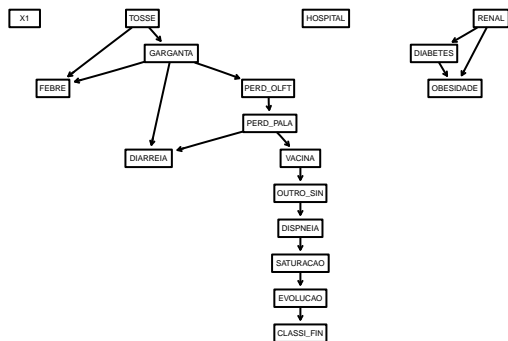 X1
TOSSE
HOSPITAL
RENAL
GARGANTA
DIABETES
FEBRE
PERD_OLFT
OBESIDADE
PERD_PALA
DIARREIA
VACINA
OUTRO_SIN
DISPNEIA
SATURACAO
EVOLUCAO
CLASSI_FIN